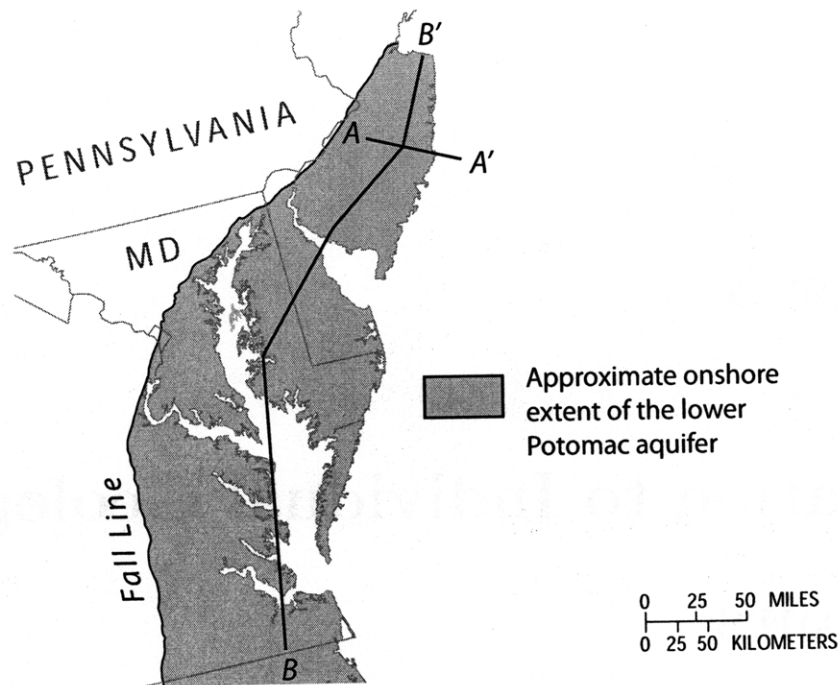 B'
PENNSYLVANIA
A
A'
MD
Approximate onshore
extent of the lower
Potomac aquifer
Fall Line
B
0 25 50 MILES
0 25 50 KILOMETERS